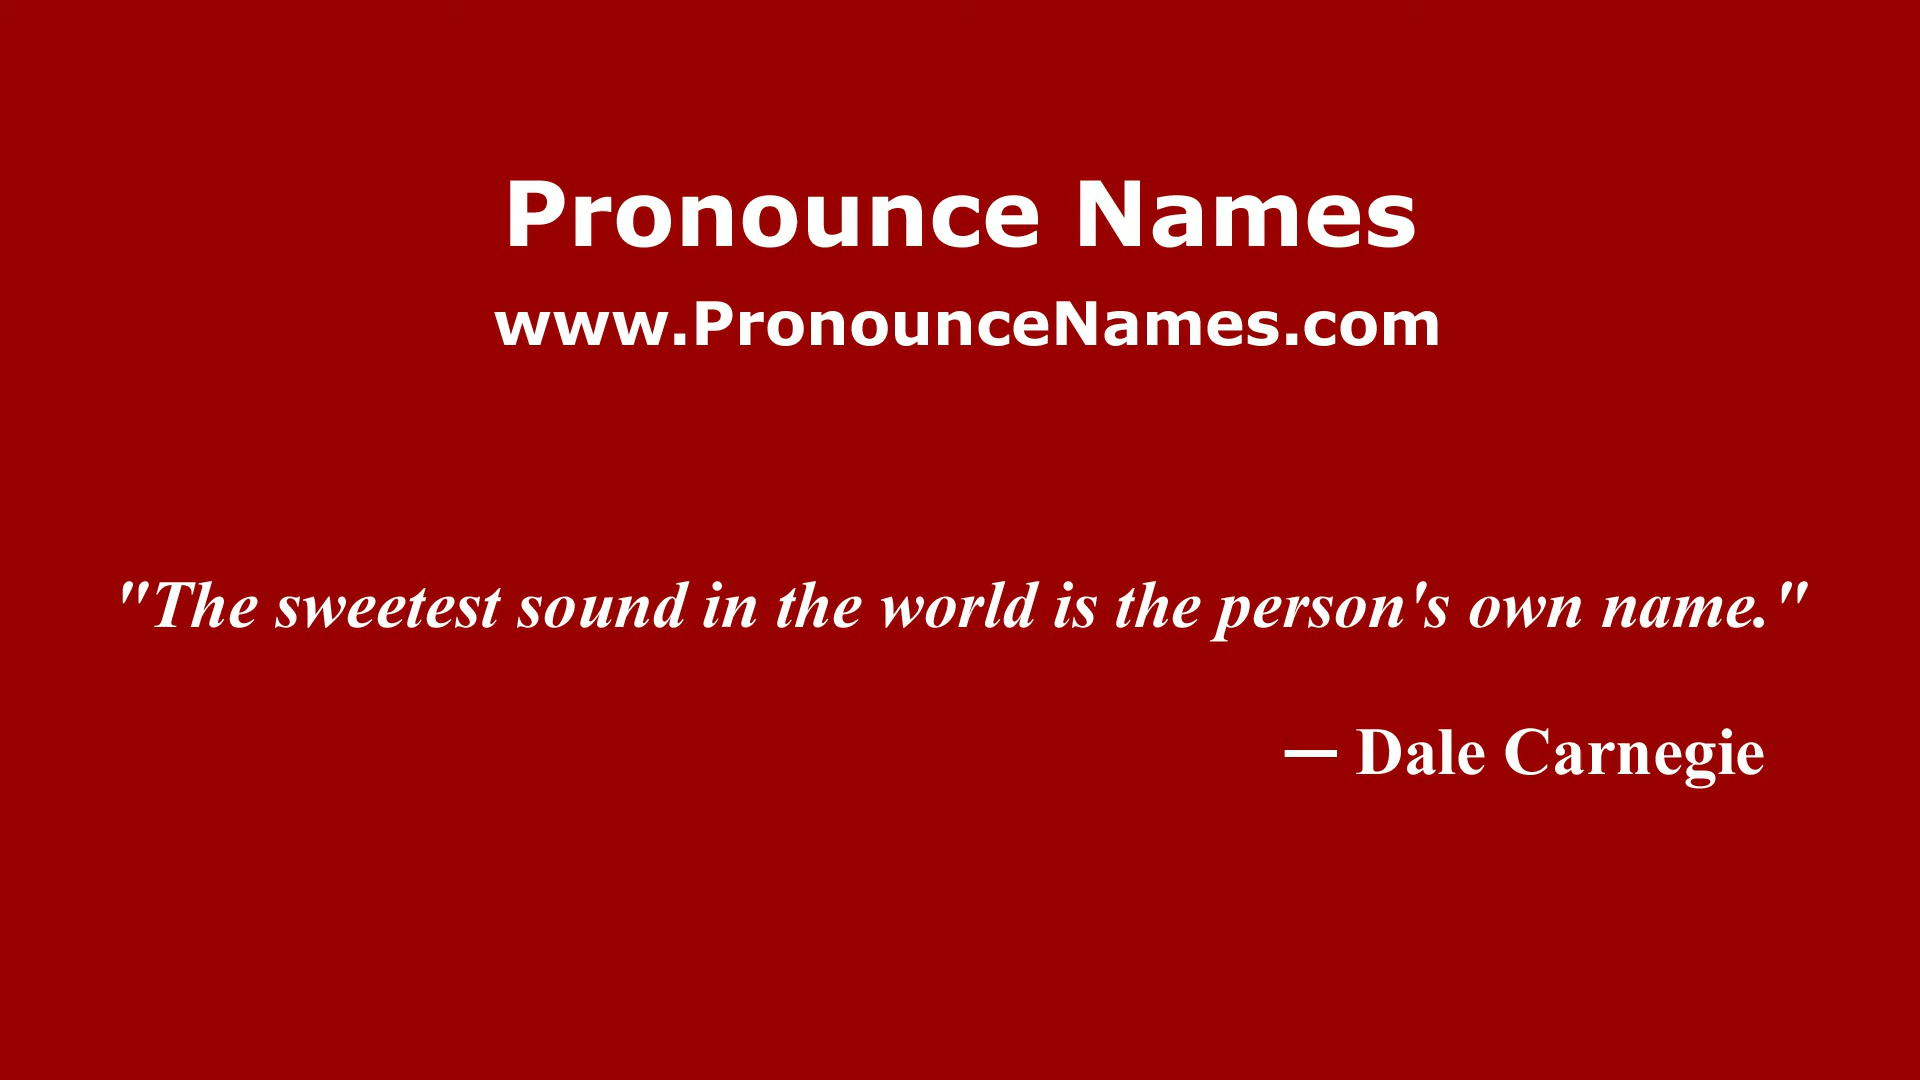 Pronounce Names
www.PronounceNames.com
"The sweetest sound in the world is the person's own name."
— Dale Carnegie